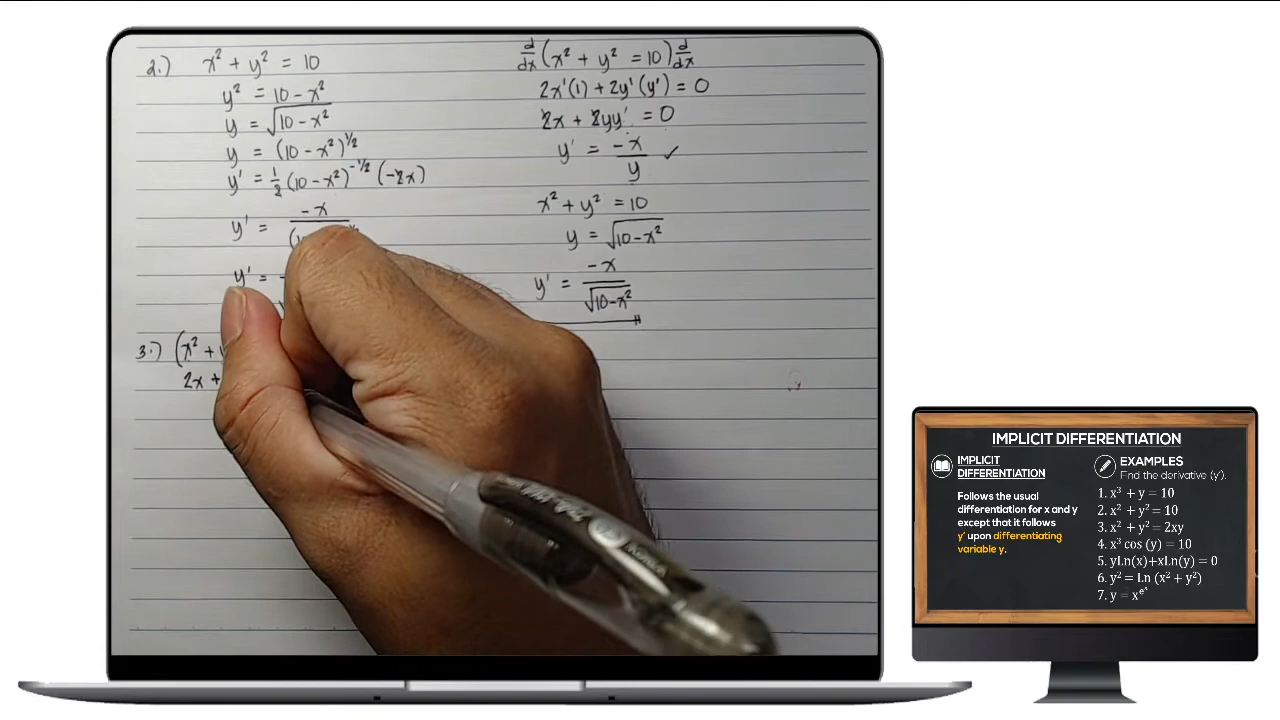 2.) x² + y² = 10
y² = 10 - x²
y = √10 - x²
y = (10 - x²)^1/2
y' = 1/2 (10 - x²)^-1/2 (-2x)
y' = -x
y' =
3.) (x² +
2x +
d/dx (x² + y² = 10) d/dx
2x'(1) + 2y'(y') = 0
2x + 2yy' = 0
y' = -x/y ✓
x² + y² = 10
y = √10 - x²
y' = -x/√10-x²
IMPLICIT DIFFERENTIATION
IMPLICIT
DIFFERENTIATION
Follows the usual
differentiation for x and y
except that it follows
y' upon differentiating
variable y.
EXAMPLES
Find the derivative (y').
1. x³ + y = 10
2. x² + y² = 10
3. x² + y² = 2xy
4. x³ cos (y) = 10
5. yln(x)+xln(y) = 0
6. y² = ln (x² + y²)
7. y = x^e^x